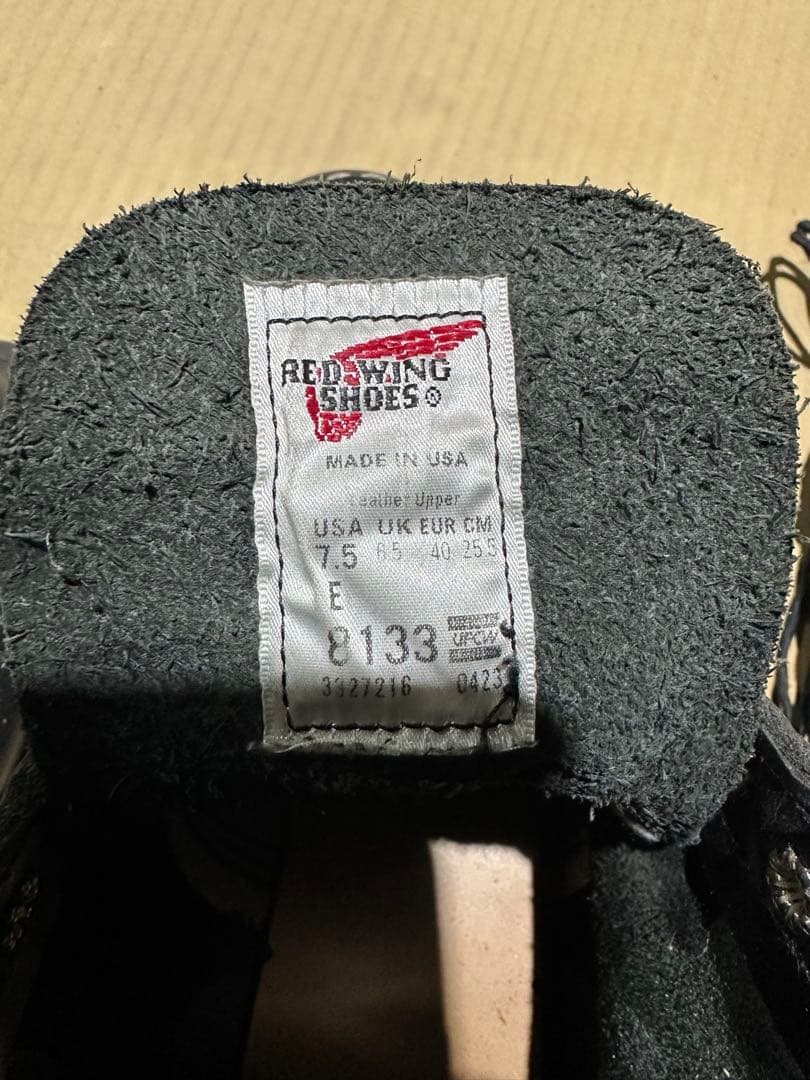 RED WING
SHOES ®
MADE IN USA
Leather Upper
USA UK EUR CM
7.5 6.5 40 25.5
E
8133 UFCW
3327216 0423